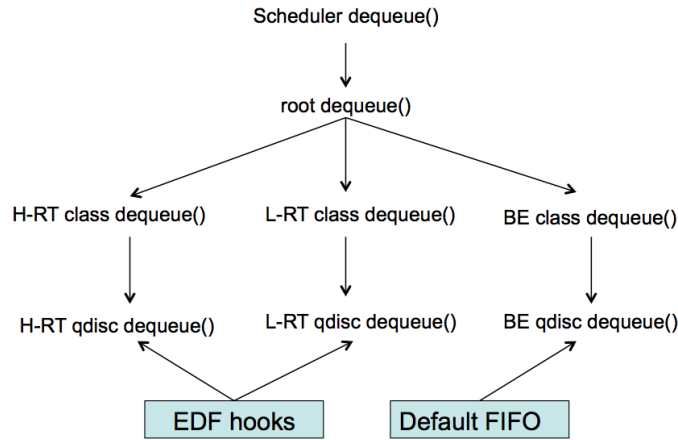 Scheduler dequeue()
root dequeue()
H-RT class dequeue() L-RT class dequeue() BE class dequeue()
H-RT qdisc dequeue() L-RT qdisc dequeue() BE qdisc dequeue()
EDF hooks Default FIFO